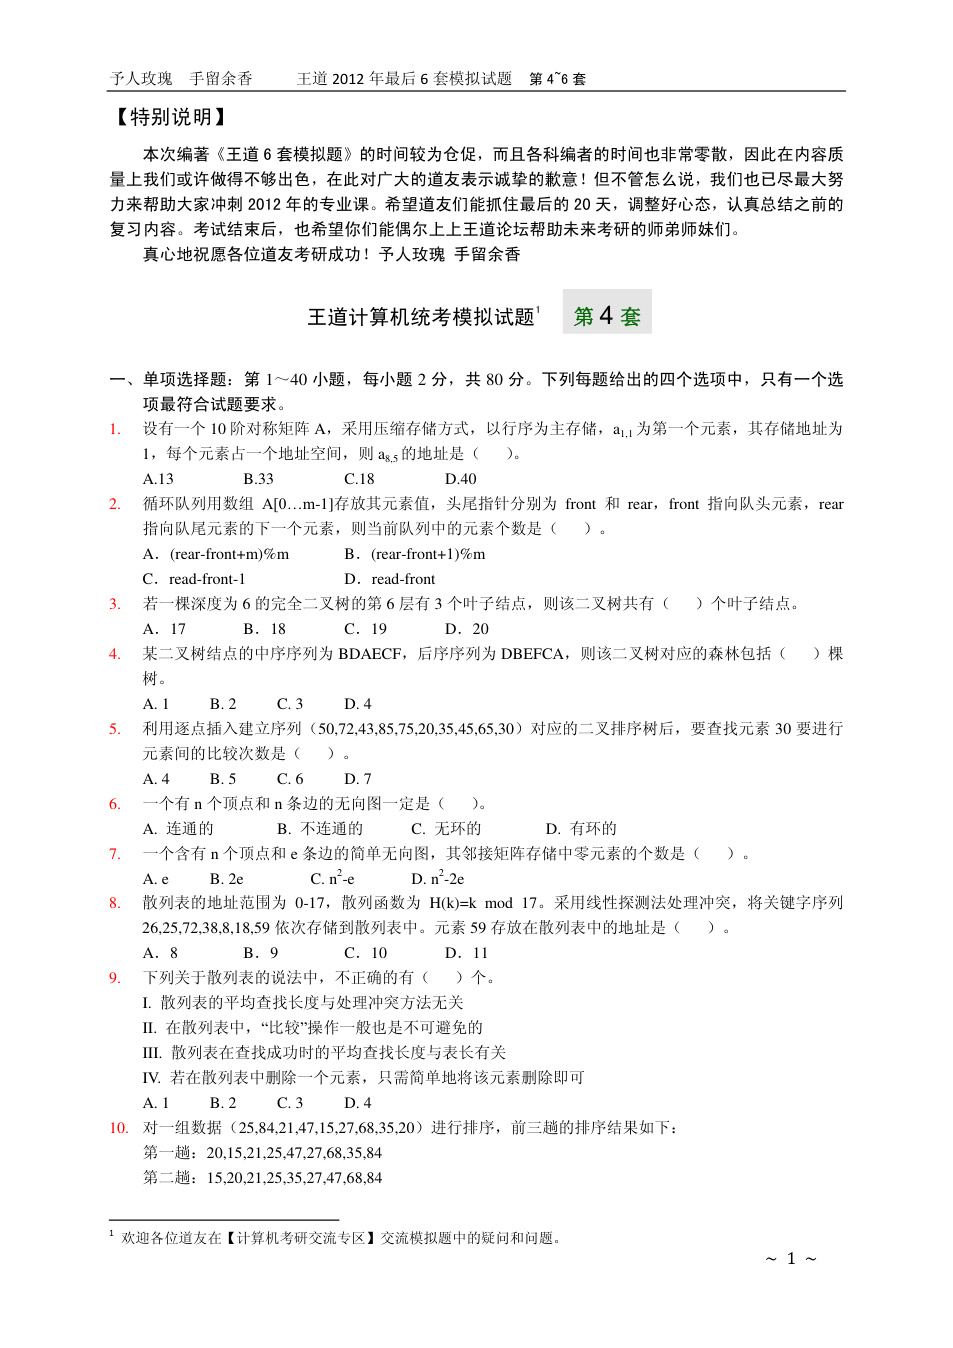 予人玫瑰　手留余香　　　王道 2012 年最后 6 套模拟试题　第 4~6 套
【特别说明】
本次编著《王道 6 套模拟题》的时间较为仓促，而且各科编者的时间也非常零散，因此在内容质
量上我们或许做得不够出色，在此对广大的道友表示诚挚的歉意！但不管怎么说，我们也已尽最大努
力来帮助大家冲刺 2012 年的专业课。希望道友们能抓住最后的 20 天，调整好心态，认真总结之前的
复习内容。考试结束后，也希望你们能偶尔上上王道论坛帮助未来考研的师弟师妹们。
真心地祝愿各位道友考研成功！予人玫瑰 手留余香
王道计算机统考模拟试题1　第 4 套
一、单项选择题：第 1～40 小题，每小题 2 分，共 80 分。下列每题给出的四个选项中，只有一个选
项最符合试题要求。
1. 设有一个 10 阶对称矩阵 A，采用压缩存储方式，以行序为主存储，a1,1 为第一个元素，其存储地址为
1，每个元素占一个地址空间，则 a8,5 的地址是（　）。
A.13　B.33　C.18　D.40
2. 循环队列用数组 A[0…m-1]存放其元素值，头尾指针分别为 front 和 rear，front 指向队头元素，rear
指向队尾元素的下一个元素，则当前队列中的元素个数是（　）。
A．(rear-front+m)%m　B．(rear-front+1)%m
C．read-front-1　D．read-front
3. 若一棵深度为 6 的完全二叉树的第 6 层有 3 个叶子结点，则该二叉树共有（　）个叶子结点。
A．17　B．18　C．19　D．20
4. 某二叉树结点的中序序列为 BDAECF，后序序列为 DBEFCA，则该二叉树对应的森林包括（　）棵
树。
A. 1　B. 2　C. 3　D. 4
5. 利用逐点插入建立序列（50,72,43,85,75,20,35,45,65,30）对应的二叉排序树后，要查找元素 30 要进行
元素间的比较次数是（　）。
A. 4　B. 5　C. 6　D. 7
6. 一个有 n 个顶点和 n 条边的无向图一定是（　）。
A. 连通的　B. 不连通的　C. 无环的　D. 有环的
7. 一个含有 n 个顶点和 e 条边的简单无向图，其邻接矩阵存储中零元素的个数是（　）。
A. e　B. 2e　C. n²-e　D. n²-2e
8. 散列表的地址范围为 0-17，散列函数为 H(k)=k mod 17。采用线性探测法处理冲突，将关键字序列
26,25,72,38,8,18,59 依次存储到散列表中。元素 59 存放在散列表中的地址是（　）。
A．8　B．9　C．10　D．11
9. 下列关于散列表的说法中，不正确的有（　）个。
I. 散列表的平均查找长度与处理冲突方法无关
II. 在散列表中，“比较”操作一般也是不可避免的
III. 散列表在查找成功时的平均查找长度与表长有关
IV. 若在散列表中删除一个元素，只需简单地将该元素删除即可
A. 1　B. 2　C. 3　D. 4
10. 对一组数据（25,84,21,47,15,27,68,35,20）进行排序，前三趟的排序结果如下：
第一趟：20,15,21,25,47,27,68,35,84
第二趟：15,20,21,25,35,27,47,68,84
1 欢迎各位道友在【计算机考研交流专区】交流模拟题中的疑问和问题。
~ 1 ~